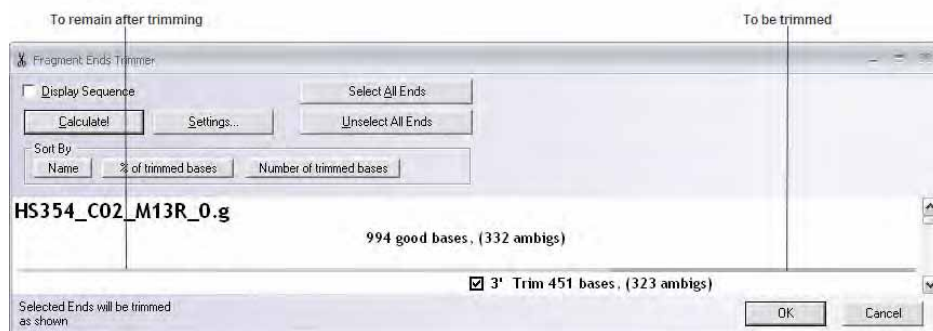 To remain after trimming To be trimmed
Fragment Ends Trimmer
Display Sequence Select All Ends
Calculate! Settings... Unselect All Ends
Sort By
Name % of trimmed bases Number of trimmed bases
HS354_C02_M13R_0.g
994 good bases, (332 ambigs)
3' Trim 451 bases, (323 ambigs)
Selected Ends will be trimmed
as shown
OK Cancel